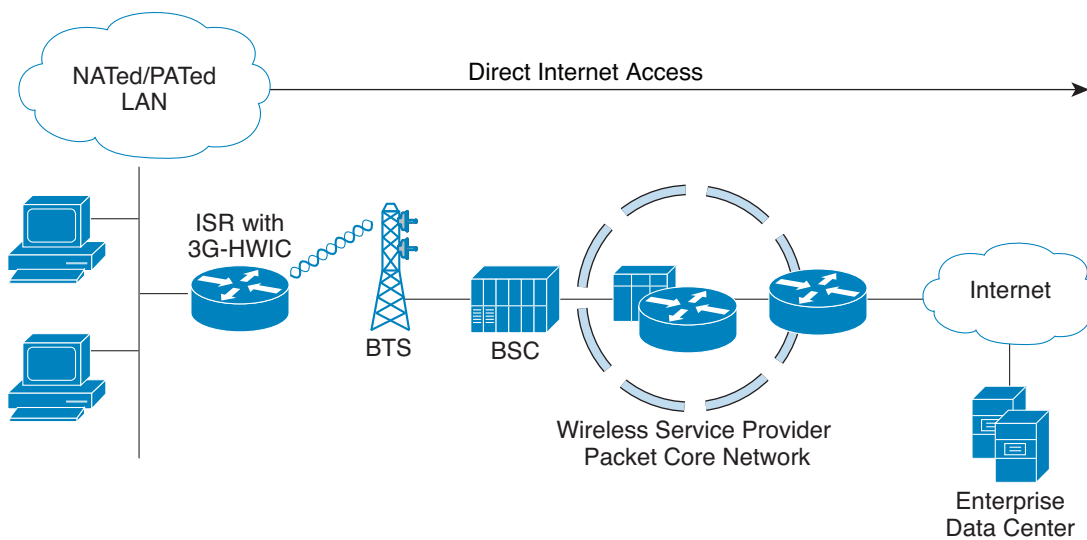 NATed/PATed
LAN
Direct Internet Access
ISR with
3G-HWIC
BTS
BSC
Internet
Wireless Service Provider
Packet Core Network
Enterprise
Data Center